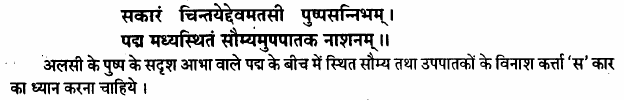 सकारं चिन्तयेद्देवमतसी पुष्पसन्निभम्।
पद्म मध्यस्थितं सौम्यमुपपातक नाशनम्॥
अलसी के पुष्प के सदृश आभा वाले पद्म के बीच में स्थित सौम्य तथा उपपातकों के विनाश कर्त्ता ‘स’ कार
का ध्यान करना चाहिये।